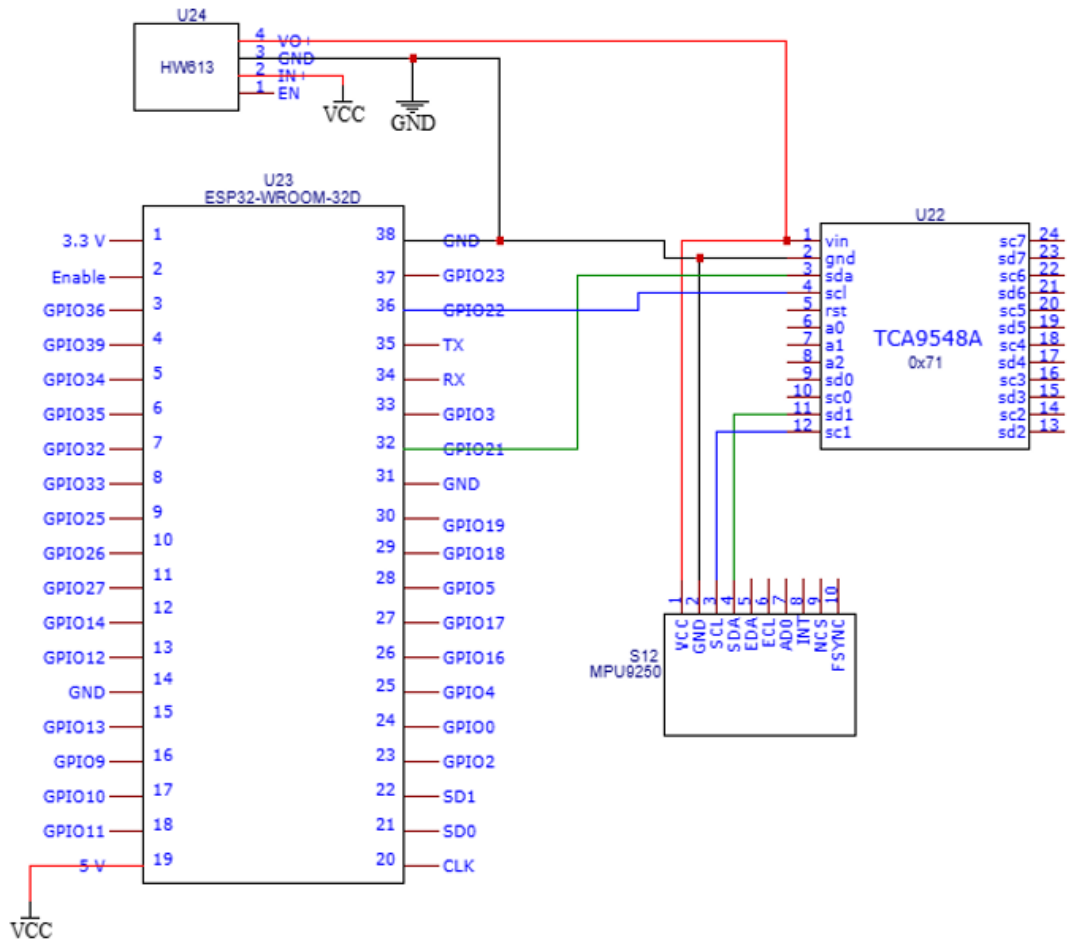 U24
HW613
4 VO+
3 GND
2 IN+
1 EN
VCC
GND
U23
ESP32-WROOM-32D
3.3 V 1
Enable 2
GPIO36 3
GPIO39 4
GPIO34 5
GPIO35 6
GPIO32 7
GPIO33 8
GPIO25 9
GPIO26 10
GPIO27 11
GPIO14 12
GPIO12 13
GND 14
GPIO13 15
GPIO9 16
GPIO10 17
GPIO11 18
5 V 19
VCC
38 GND
37 GPIO23
36 GPIO22
35 TX
34 RX
33 GPIO3
32 GPIO21
31 GND
30 GPIO19
29 GPIO18
28 GPIO5
27 GPIO17
26 GPIO16
25 GPIO4
24 GPIO0
23 GPIO2
22 SD1
21 SD0
20 CLK
U22
TCA9548A
0x71
1 vin
2 gnd
3 sda
4 scl
5 rst
6 a0
7 a1
8 a2
9 sd0
10 sc0
11 sd1
12 sc1
sc7 24
sd7 23
sc6 22
sd6 21
sc5 20
sd5 19
sc4 18
sd4 17
sc3 16
sd3 15
sc2 14
sd2 13
S12
MPU9250
1 VCC
2 GND
3 SCL
4 SDA
5 EDA
6 ECL
7 AD0
8 INT
9 NCS
10 FSYNC